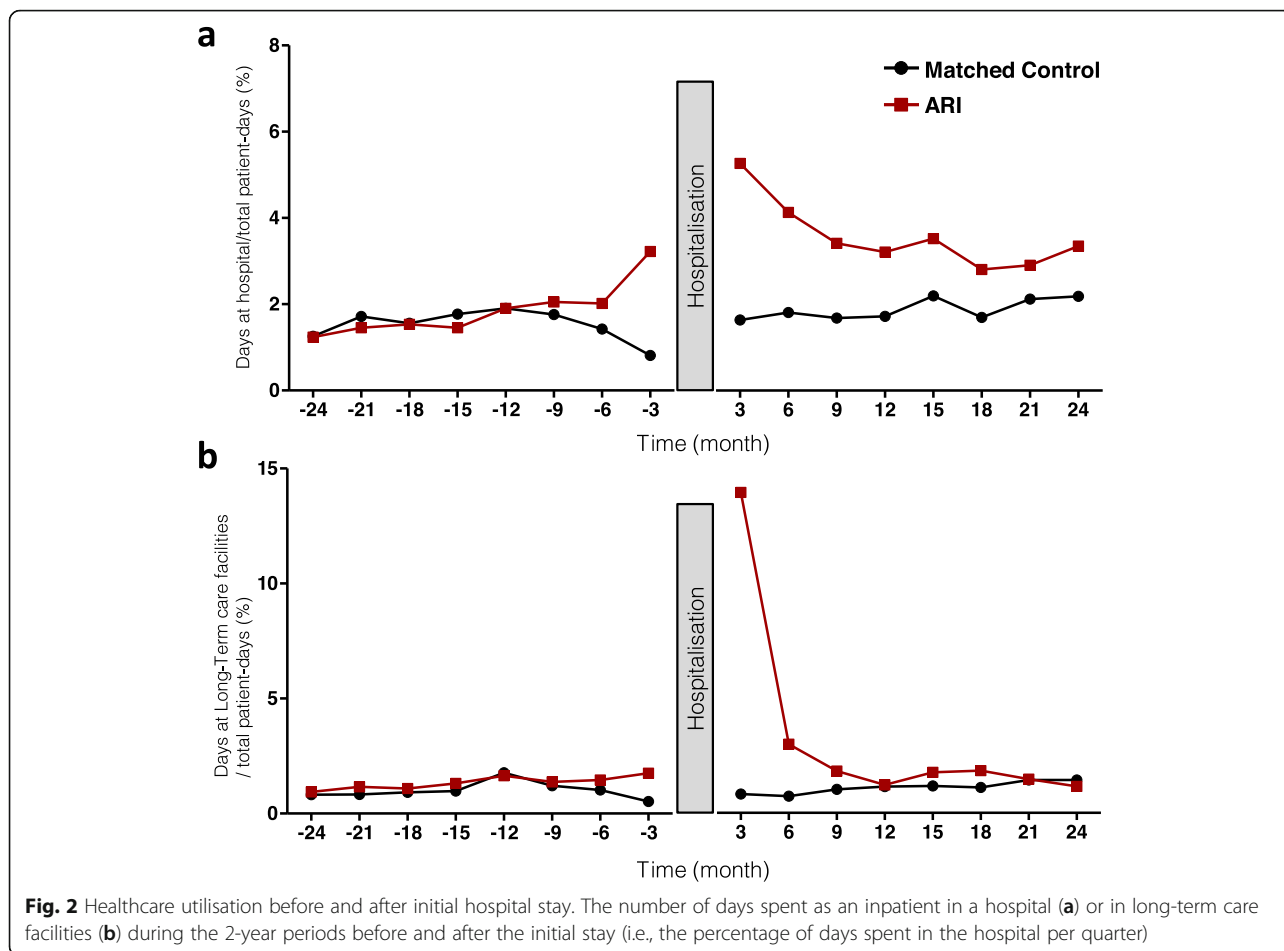 a
8
6
4
2
0
Days at hospital/total patient-days (%)
Matched Control
ARI
Hospitalisation
-24 -21 -18 -15 -12 -9 -6 -3 3 6 9 12 15 18 21 24
Time (month)
b
15
10
5
0
Days at Long-Term care facilities
/ total patient-days (%)
Hospitalisation
-24 -21 -18 -15 -12 -9 -6 -3 3 6 9 12 15 18 21 24
Time (month)
Fig. 2 Healthcare utilisation before and after initial hospital stay. The number of days spent as an inpatient in a hospital (a) or in long-term care
facilities (b) during the 2-year periods before and after the initial stay (i.e., the percentage of days spent in the hospital per quarter)